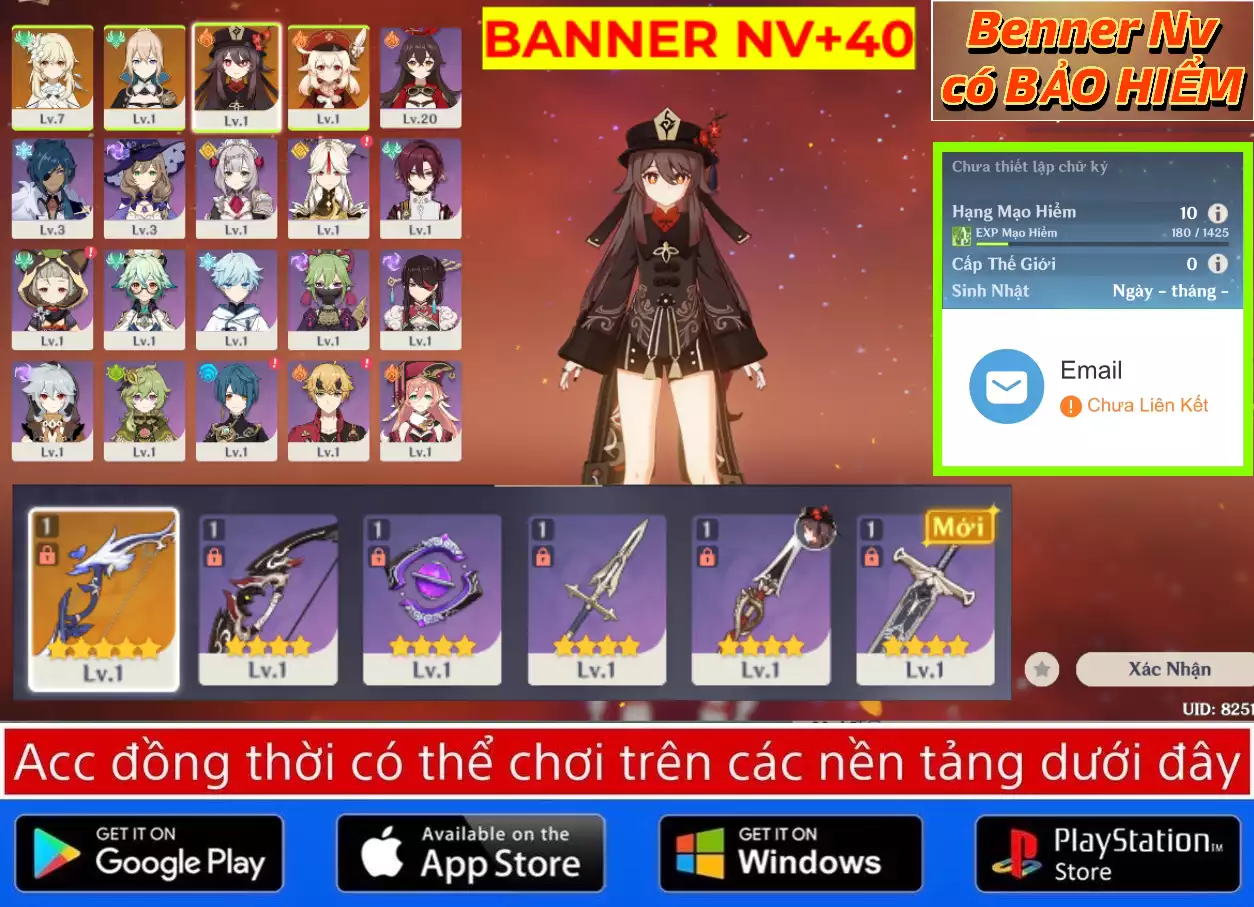 BANNER NV+40
Benner Nv
có BẢO HIỂM
Lv.7
Lv.1
Lv.1
Lv.1
Lv.20
Lv.3
Lv.3
Lv.1
Lv.1
Lv.1
Lv.1
Lv.1
Lv.1
Lv.1
Lv.1
Lv.1
Lv.1
Lv.1
Lv.1
Lv.1
Chưa thiết lập chữ ký
Hạng Mạo Hiểm 10
EXP Mạo Hiểm 180 / 1425
Cấp Thế Giới 0
Sinh Nhật Ngày - tháng -
Email
Chưa Liên Kết
1
1
1
1
1
1
Mới
Lv.1
Lv.1
Lv.1
Lv.1
Lv.1
Lv.1
Xác Nhận
UID: 8251
Acc đồng thời có thể chơi trên các nền tảng dưới đây
GET IT ON
Google Play
Available on the
App Store
GET IT ON
Windows
PlayStation™
Store